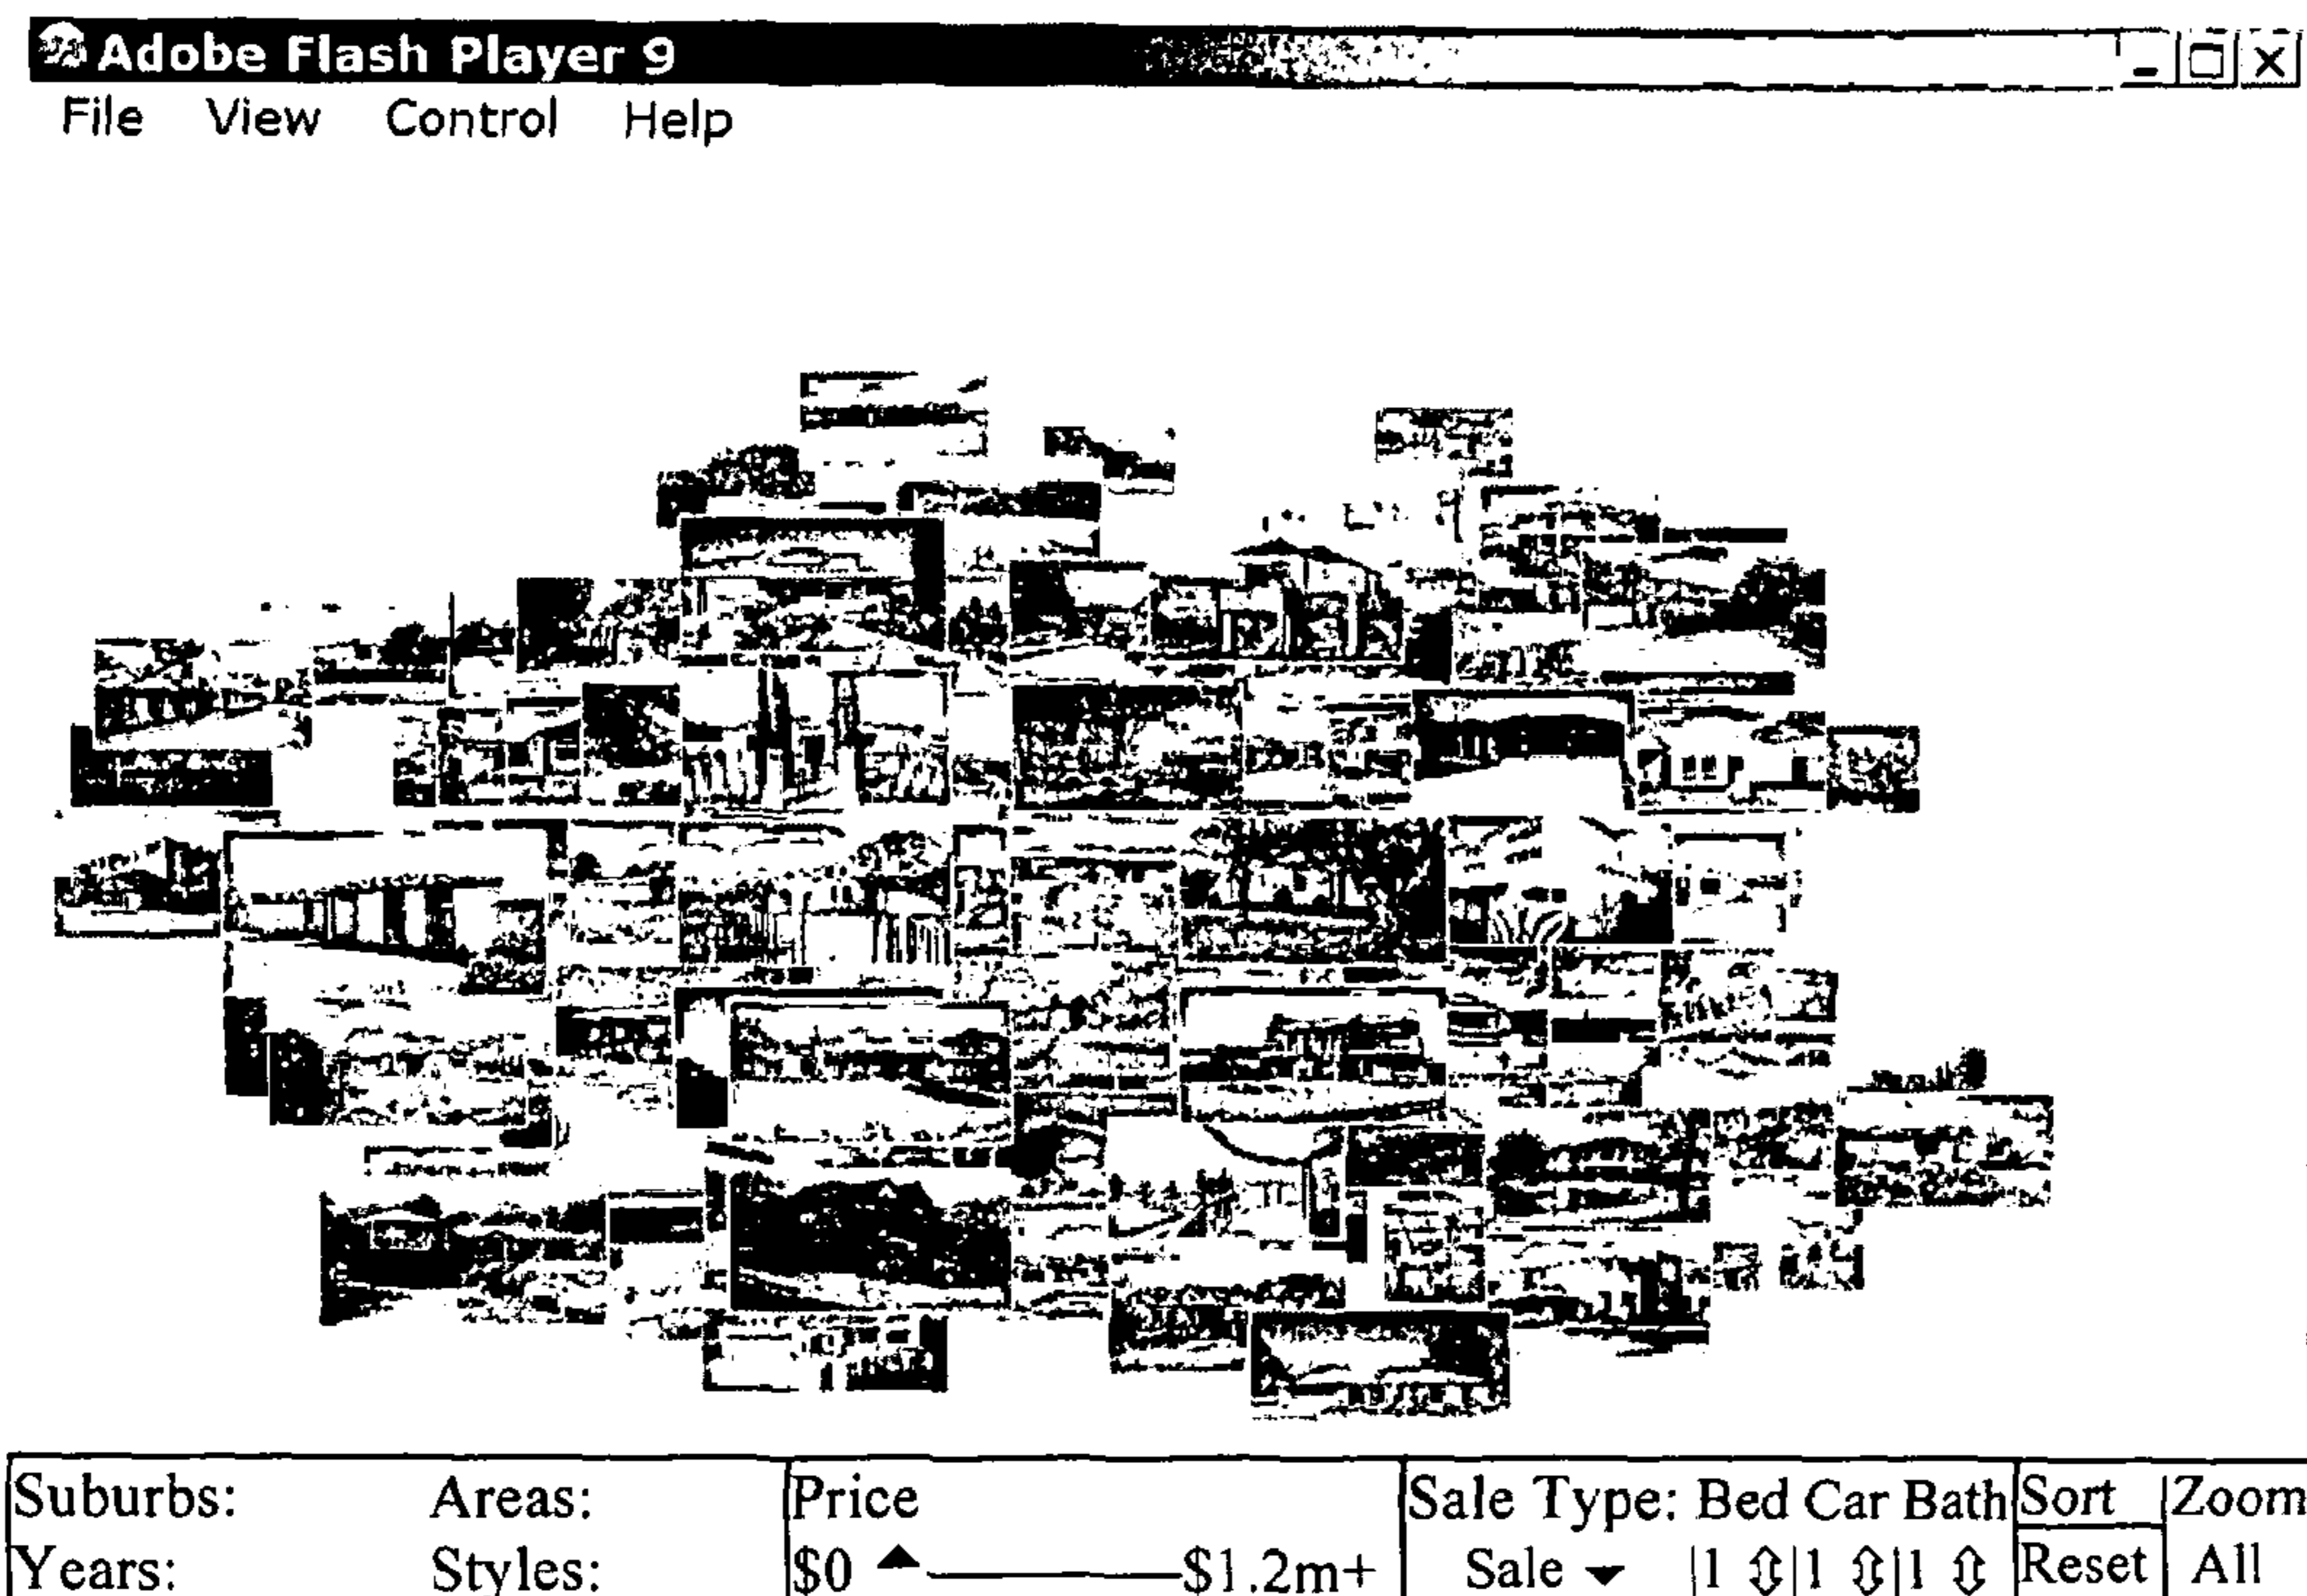 Adobe Flash Player 9
File View Control Help
Suburbs: Areas: Price Sale Type: Bed Car Bath Sort Zoom
Years: Styles: $0 $1.2m+ Sale 1 1 1 Reset All